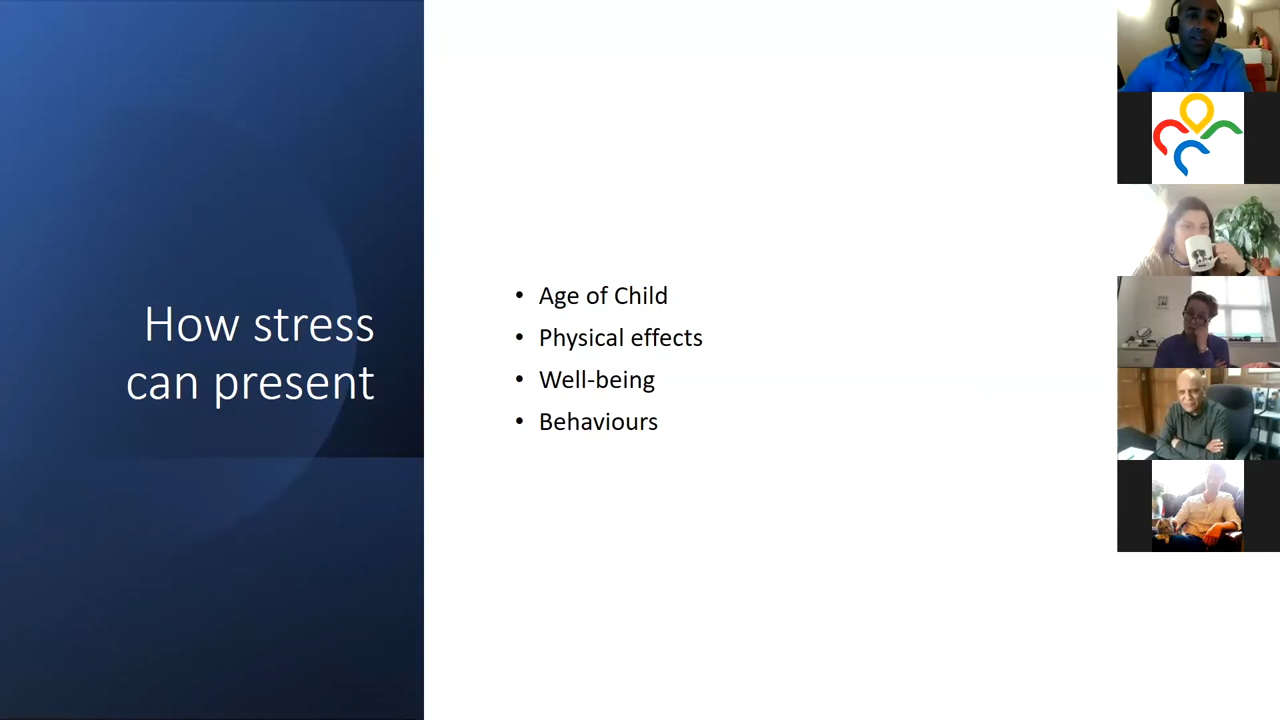 How stress
can present
• Age of Child
• Physical effects
• Well-being
• Behaviours